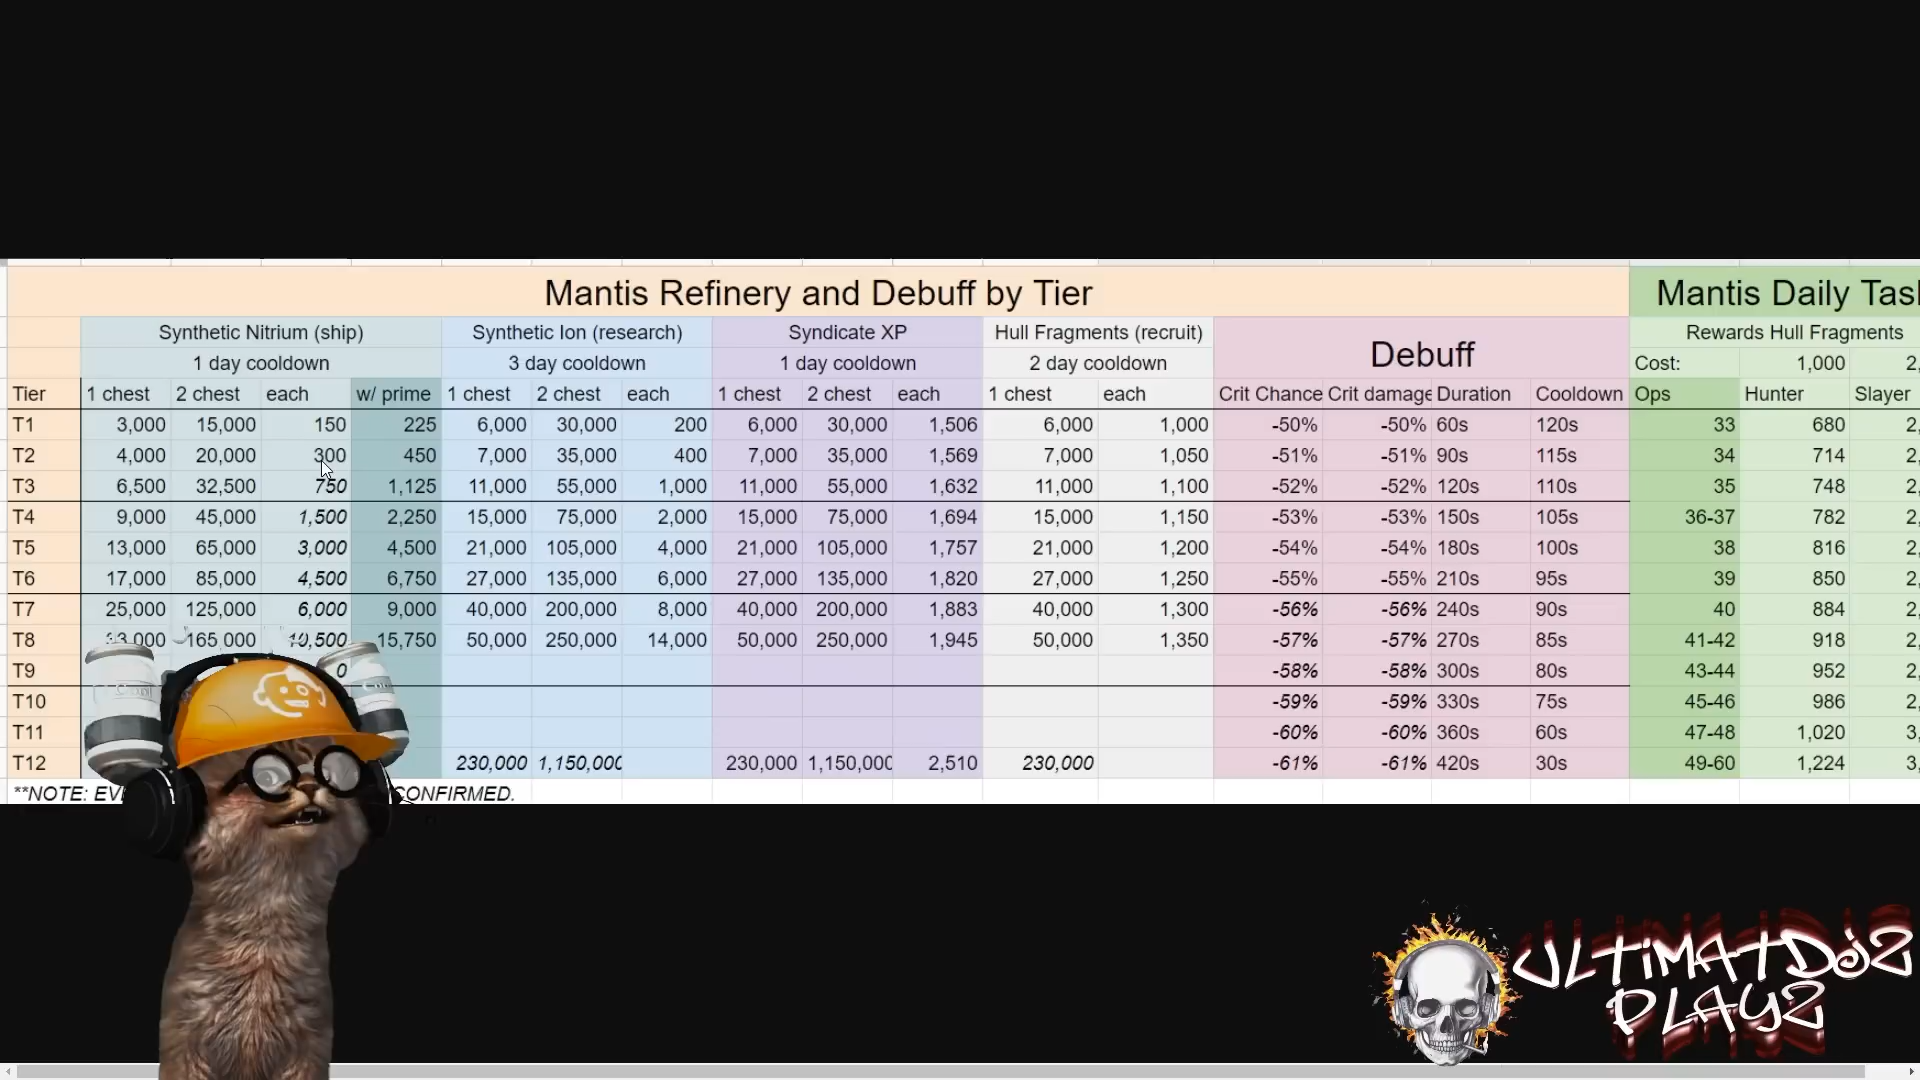 Mantis Refinery and Debuff by Tier Mantis Daily
Synthetic Nitrium (ship) Synthetic Ion (research) Syndicate XP Hull Fragments (recruit) Debuff Rewards Hull Fragments
1 day cooldown 3 day cooldown 1 day cooldown 2 day cooldown Cost: 1,000
Tier 1 chest 2 chest each w/ prime 1 chest 2 chest each 1 chest 2 chest each 1 chest each Crit Chance Crit damage Duration Cooldown Ops Hunter Slayer
T1 3,000 15,000 150 225 6,000 30,000 200 6,000 30,000 1,506 6,000 1,000 -50% -50% 60s 120s 33 680
T2 4,000 20,000 300 450 7,000 35,000 400 7,000 35,000 1,569 7,000 1,050 -51% -51% 90s 115s 34 714
T3 6,500 32,500 750 1,125 11,000 55,000 1,000 11,000 55,000 1,632 11,000 1,100 -52% -52% 120s 110s 35 748
T4 9,000 45,000 1,500 2,250 15,000 75,000 2,000 15,000 75,000 1,694 15,000 1,150 -53% -53% 150s 105s 36-37 782
T5 13,000 65,000 3,000 4,500 21,000 105,000 4,000 21,000 105,000 1,757 21,000 1,200 -54% -54% 180s 100s 38 816
T6 17,000 85,000 4,500 6,750 27,000 135,000 6,000 27,000 135,000 1,820 27,000 1,250 -55% -55% 210s 95s 39 850
T7 25,000 125,000 6,000 9,000 40,000 200,000 8,000 40,000 200,000 1,883 40,000 1,300 -56% -56% 240s 90s 40 884
T8 165,000 10,500 15,750 50,000 250,000 14,000 50,000 250,000 1,945 50,000 1,350 -57% -57% 270s 85s 41-42 918
T9 0 -58% -58% 300s 80s 43-44 952
T10 -59% -59% 330s 75s 45-46 986
T11 -60% -60% 360s 60s 47-48 1,020
T12 230,000 230,000 2,510 230,000 -61% -61% 420s 30s 49-60 1,224
**NOTE: CONFIRMED.
ULTiMATDJZ
PLAYZ